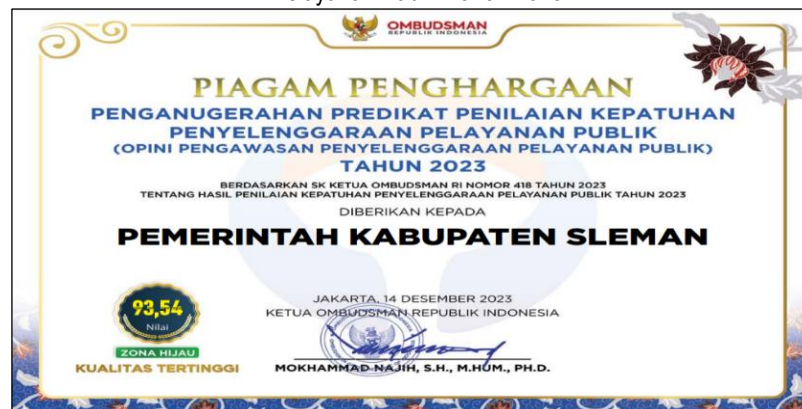 OMBUDSMAN
REPUBLIK INDONESIA
PIAGAM PENGHARGAAN
PENGANUGERAHAN PREDIKAT PENILAIAN KEPATUHAN
PENYELENGGARAAN PELAYANAN PUBLIK
(OPINI PENGAWASAN PENYELENGGARAAN PELAYANAN PUBLIK)
TAHUN 2023
BERDASARKAN SK KETUA OMBUDSMAN RI NOMOR 418 TAHUN 2023
TENTANG HASIL PENILAIAN KEPATUHAN PENYELENGGARAAN PELAYANAN PUBLIK TAHUN 2023
DIBERIKAN KEPADA
PEMERINTAH KABUPATEN SLEMAN
93,54
Nilai
ZONA HIJAU
KUALITAS TERTINGGI
JAKARTA, 14 DESEMBER 2023
KETUA OMBUDSMAN REPUBLIK INDONESIA
MOKHAMMAD NAJIH, S.H., M.HUM., PH.D.